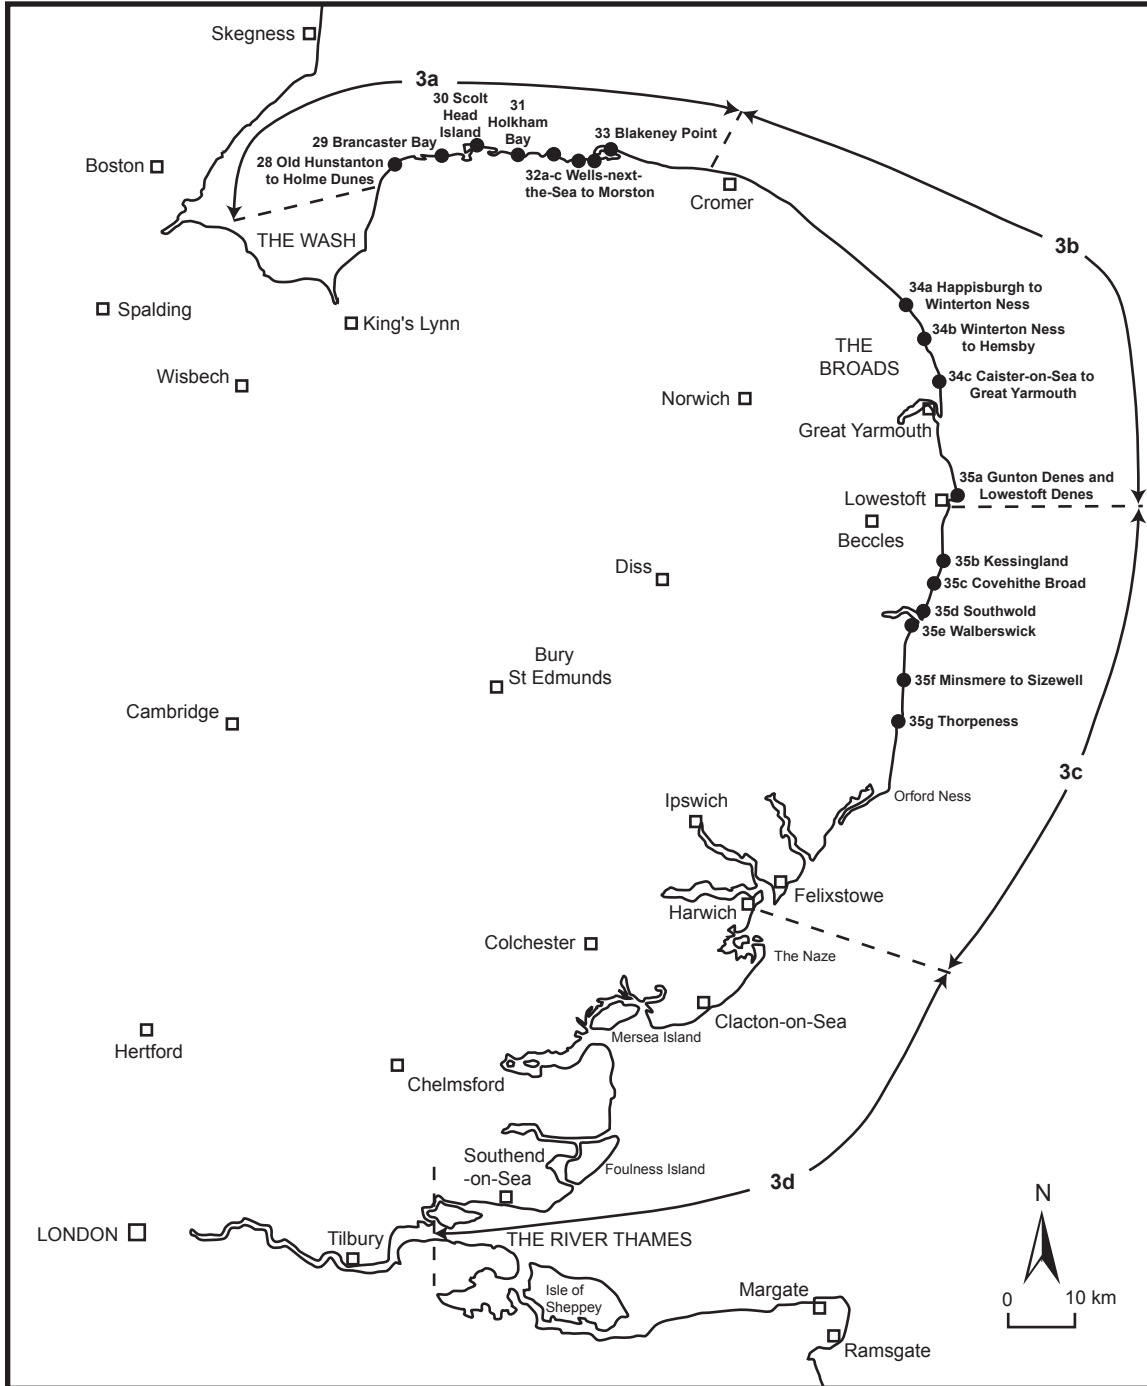 Skegness
3a
30 Scolt
Head
Island
31
Holkham
Bay
29 Brancaster Bay
33 Blakeney Point
28 Old Hunstanton
to Holme Dunes
32a-c Wells-next-
the-Sea to Morston
Boston
Cromer
THE WASH
3b
Spalding
King's Lynn
34a Happisburgh to
Winterton Ness
34b Winterton Ness
to Hemsby
THE
BROADS
34c Caister-on-Sea to
Great Yarmouth
Wisbech
Norwich
Great Yarmouth
35a Gunton Denes and
Lowestoft Denes
Lowestoft
Beccles
35b Kessingland
Diss
35c Covehithe Broad
35d Southwold
35e Walberswick
Bury
St Edmunds
35f Minsmere to Sizewell
Cambridge
35g Thorpeness
3c
Orford Ness
Ipswich
Felixstowe
Harwich
Colchester
The Naze
Clacton-on-Sea
Mersea Island
Hertford
Chelmsford
Southend
-on-Sea
Foulness Island
3d
N
LONDON
Tilbury
THE RIVER THAMES
Isle of
Sheppey
Margate
0 10 km
Ramsgate